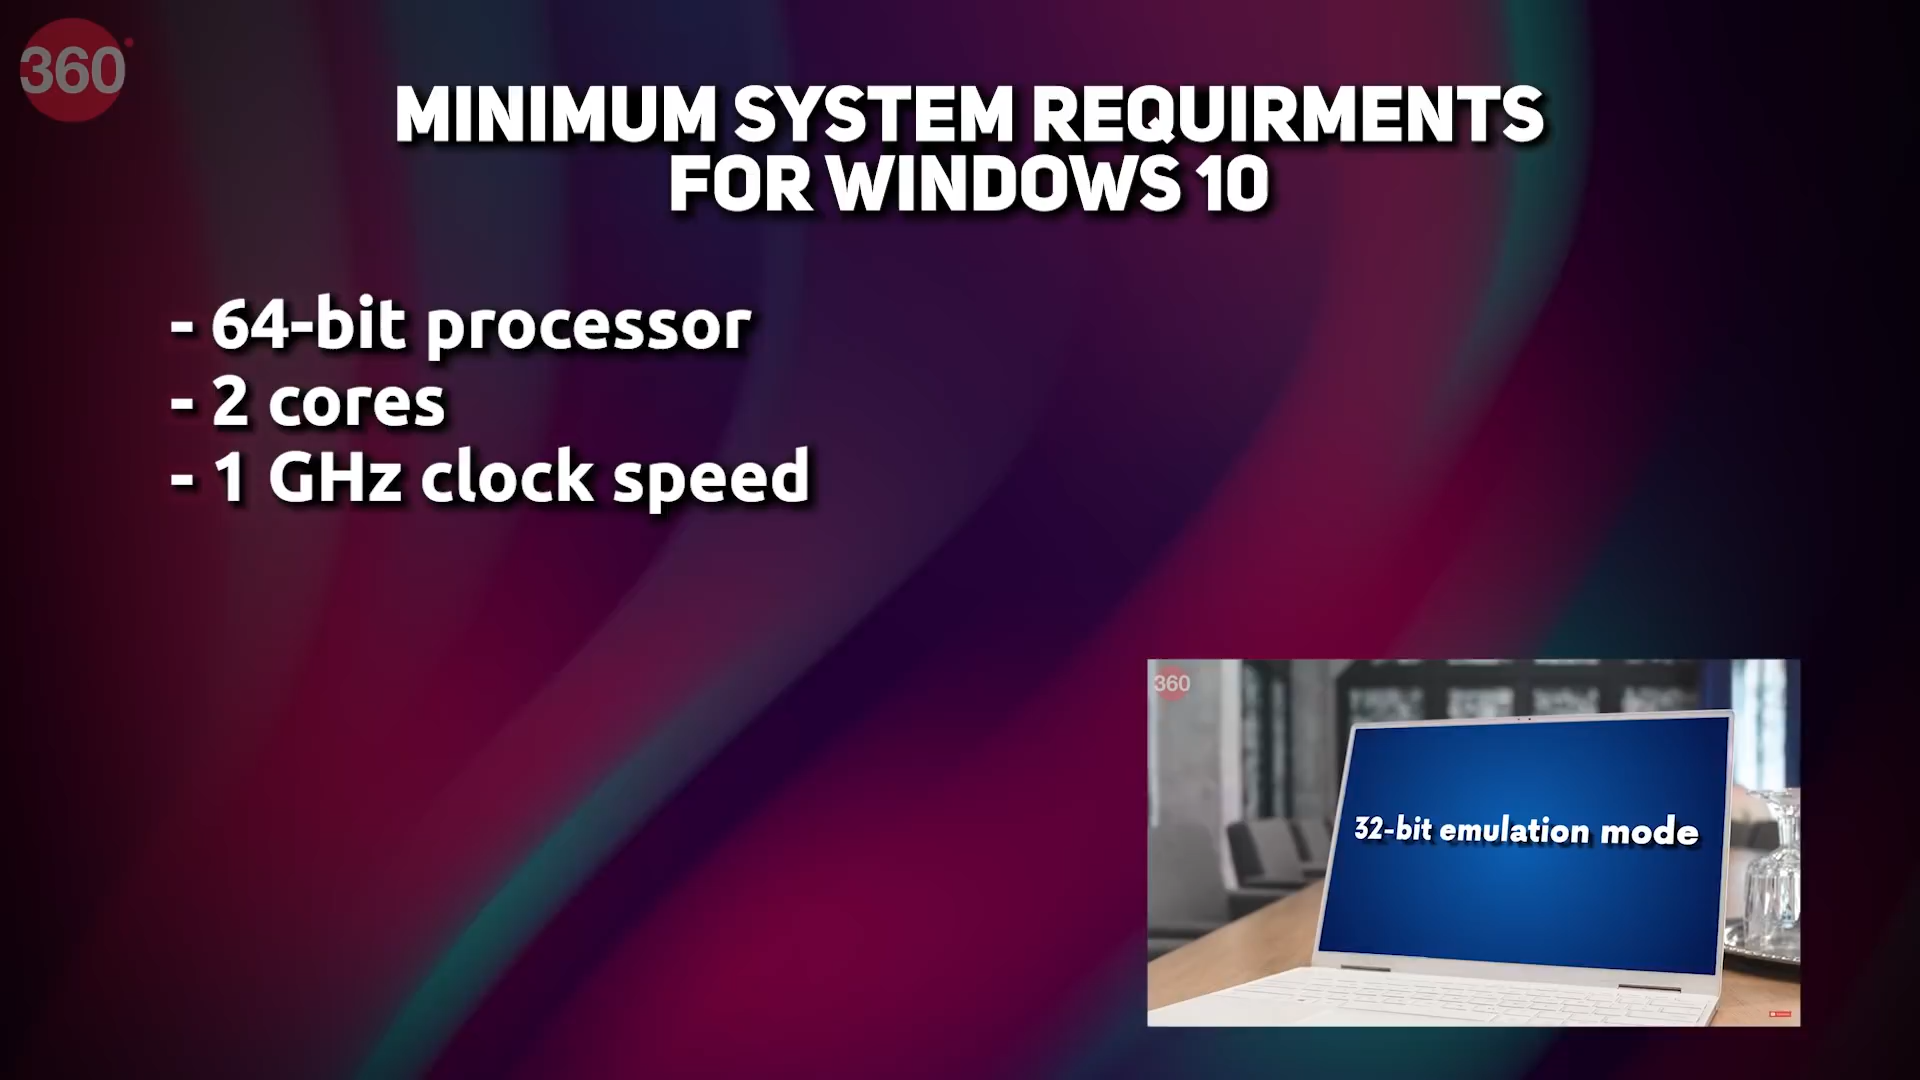 360
MINIMUM SYSTEM REQUIRMENTS
FOR WINDOWS 10
- 64-bit processor
- 2 cores
- 1 GHz clock speed
360
32-bit emulation mode